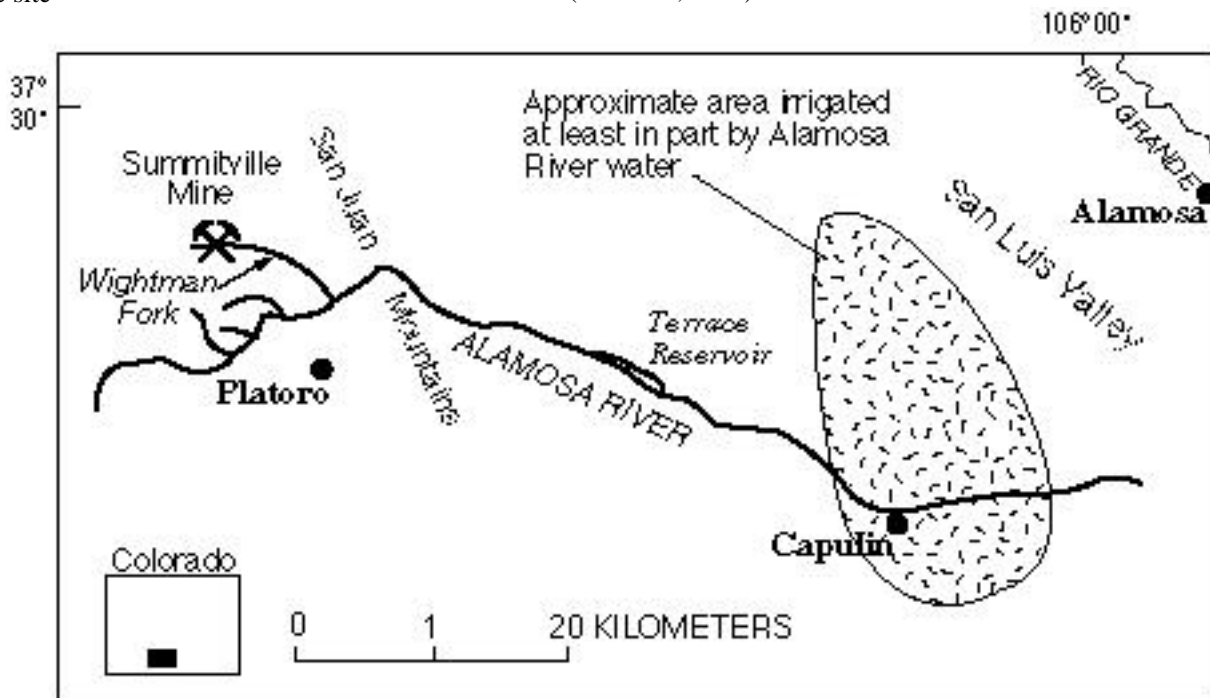 106°00'
37°
30'
Approximate area irrigated
at least in part by Alamosa
River water
RIO GRANDE
Alamosa
San Luis Valley
Summitville
Mine
San Juan
Mountains
Wightman
Fork
Platoro
Terrace
Reservoir
ALAMOSA RIVER
Capulin
Colorado
0 1 20 KILOMETERS